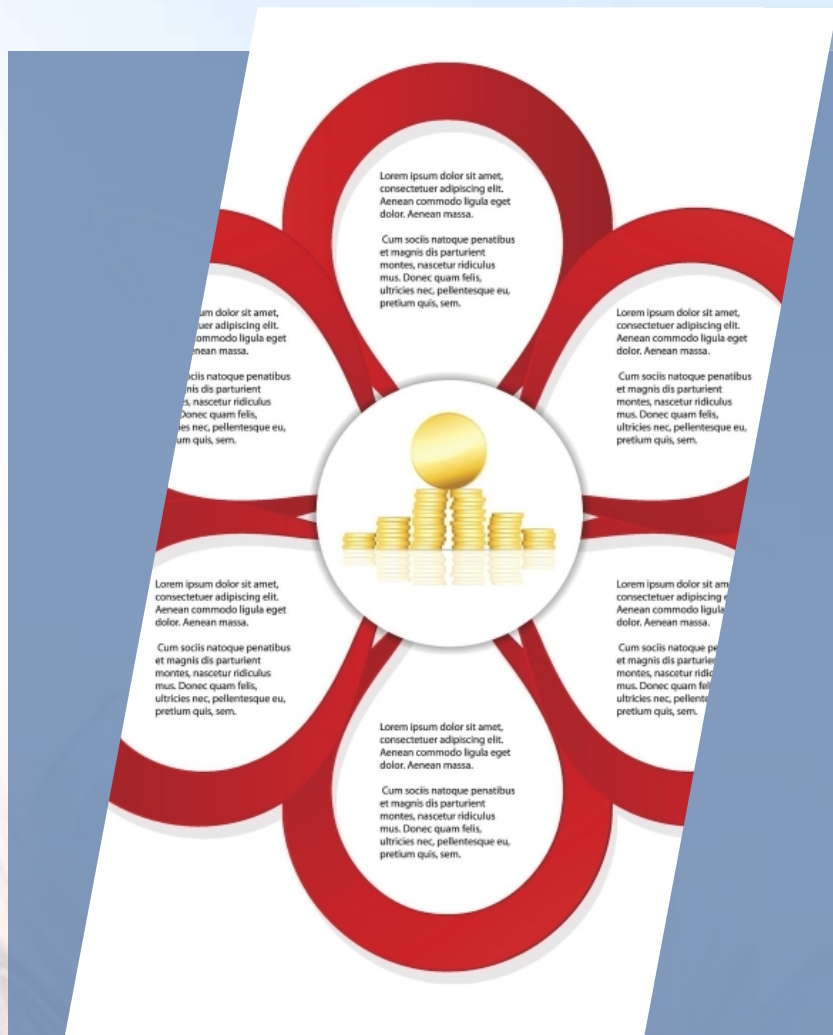 Lorem ipsum dolor sit amet,
consectetuer adipiscing elit.
Aenean commodo ligula eget
dolor. Aenean massa.
Cum sociis natoque penatibus
et magnis dis parturient
montes, nascetur ridiculus
mus. Donec quam felis,
ultricies nec, pellentesque eu,
pretium quis, sem.
dolor sit amet,
adipiscing elit.
ligula eget
massa.
natoque penatibus
dis parturient
nascetur ridiculus
Donec quam felis,
nec, pellentesque eu,
quis, sem.
Lorem ipsum dolor sit amet,
consectetuer adipiscing elit.
Aenean commodo ligula eget
dolor. Aenean massa.
Cum sociis natoque penatibus
et magnis dis parturient
montes, nascetur ridiculus
mus. Donec quam felis,
ultricies nec, pellentesque eu,
pretium quis, sem.
Lorem ipsum dolor sit amet,
consectetuer adipiscing elit.
Aenean commodo ligula eget
dolor. Aenean massa.
Cum sociis natoque penatibus
et magnis dis parturient
montes, nascetur ridiculus
mus. Donec quam felis,
ultricies nec, pellentesque eu,
pretium quis, sem.
Lorem ipsum dolor sit
consectetuer adipiscing
Aenean commodo ligula
dolor. Aenean massa.
Cum sociis natoque
et magnis dis
montes, nascetur
mus. Donec quam
ultricies nec,
pretium quis, sem.
Lorem ipsum dolor sit amet,
consectetuer adipiscing elit.
Aenean commodo ligula eget
dolor. Aenean massa.
Cum sociis natoque penatibus
et magnis dis parturient
montes, nascetur ridiculus
mus. Donec quam felis,
ultricies nec, pellentesque eu,
pretium quis, sem.